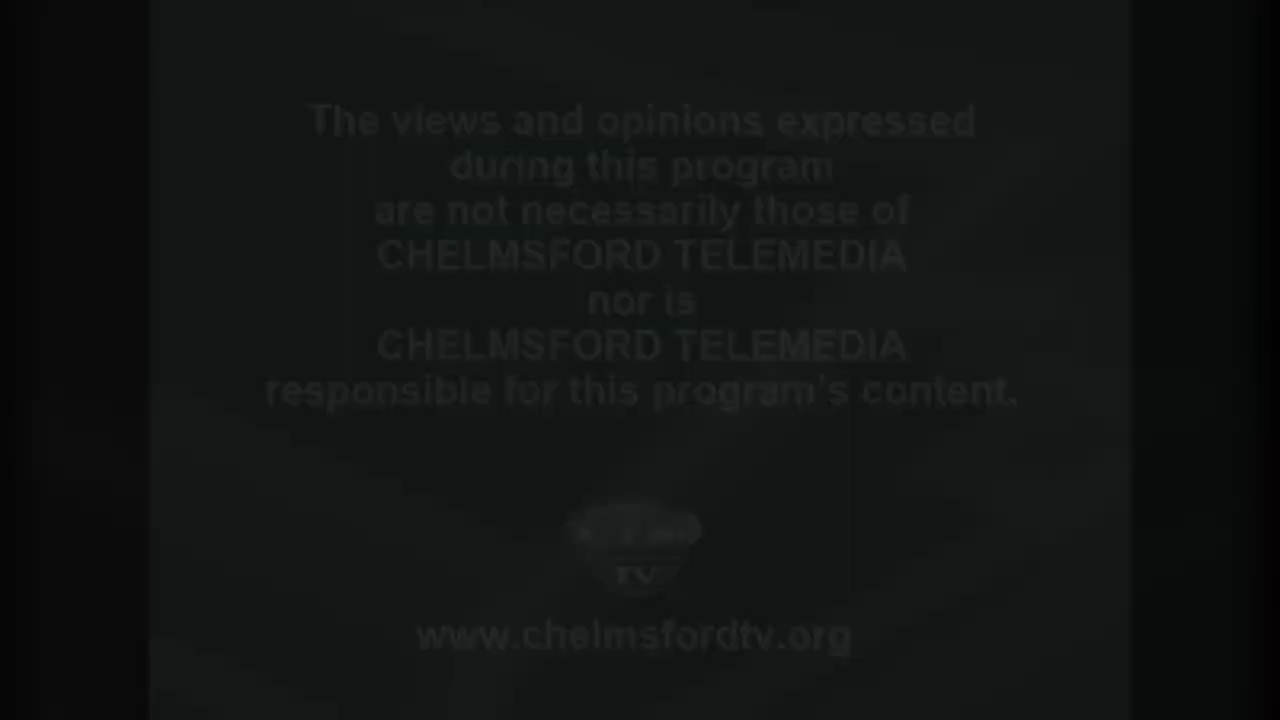 The views and opinions expressed
during this program
are not necessarily those of
CHELMSFORD TELEMEDIA
nor is
CHELMSFORD TELEMEDIA
responsible for this program's content.
TV
www.chelmsfordtv.org